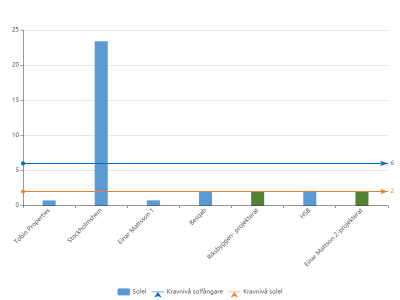 25
20
15
10
5
0
6
2
Tobin Properties
Stockholmshem
Einar Mattsson 1
Besqab
Riksbyggen- projekterat
HSB
Einar Mattson 2-projekterat
Solel
Kravnivå solfångare
Kravnivå solel